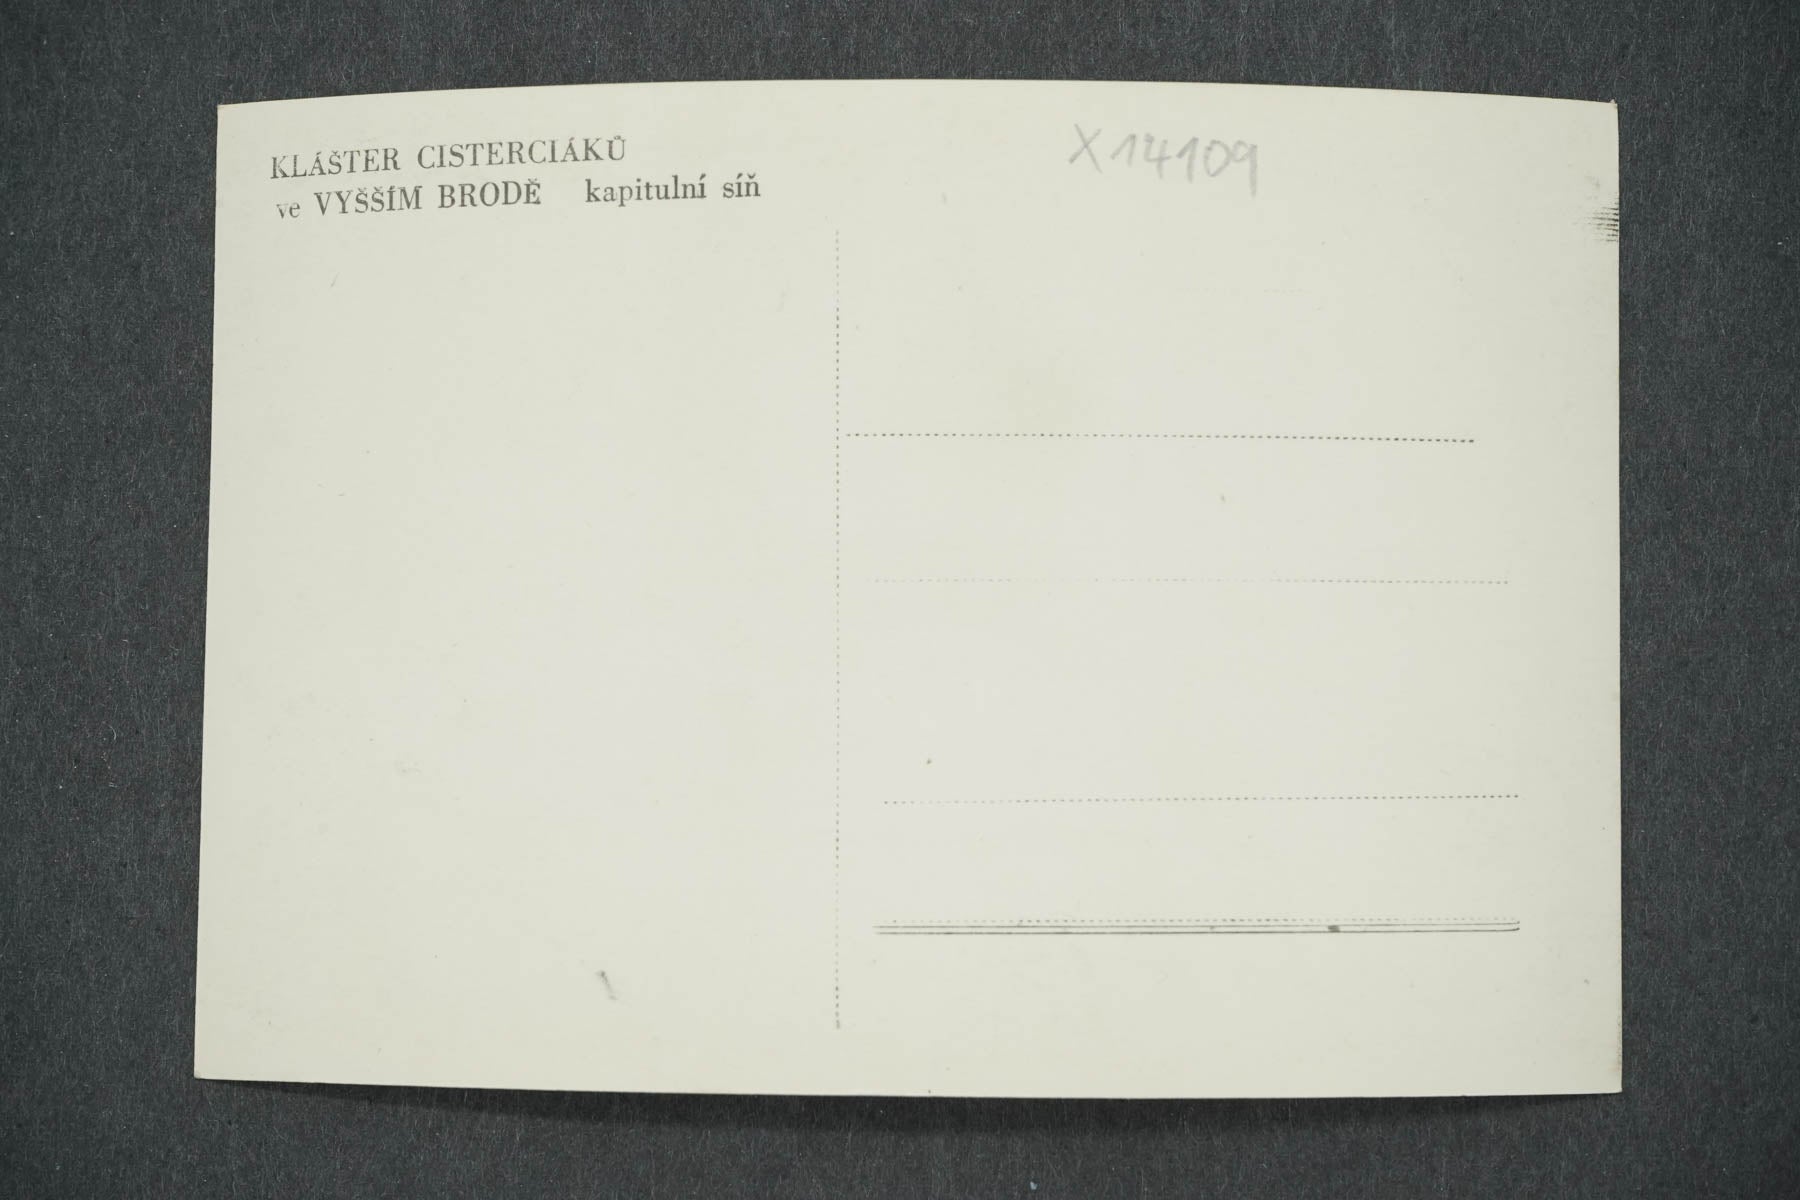 KLÁŠTER CISTERCIÁKŮ
ve VYŠŠÍM BRODĚ kapitulní síň
X14109